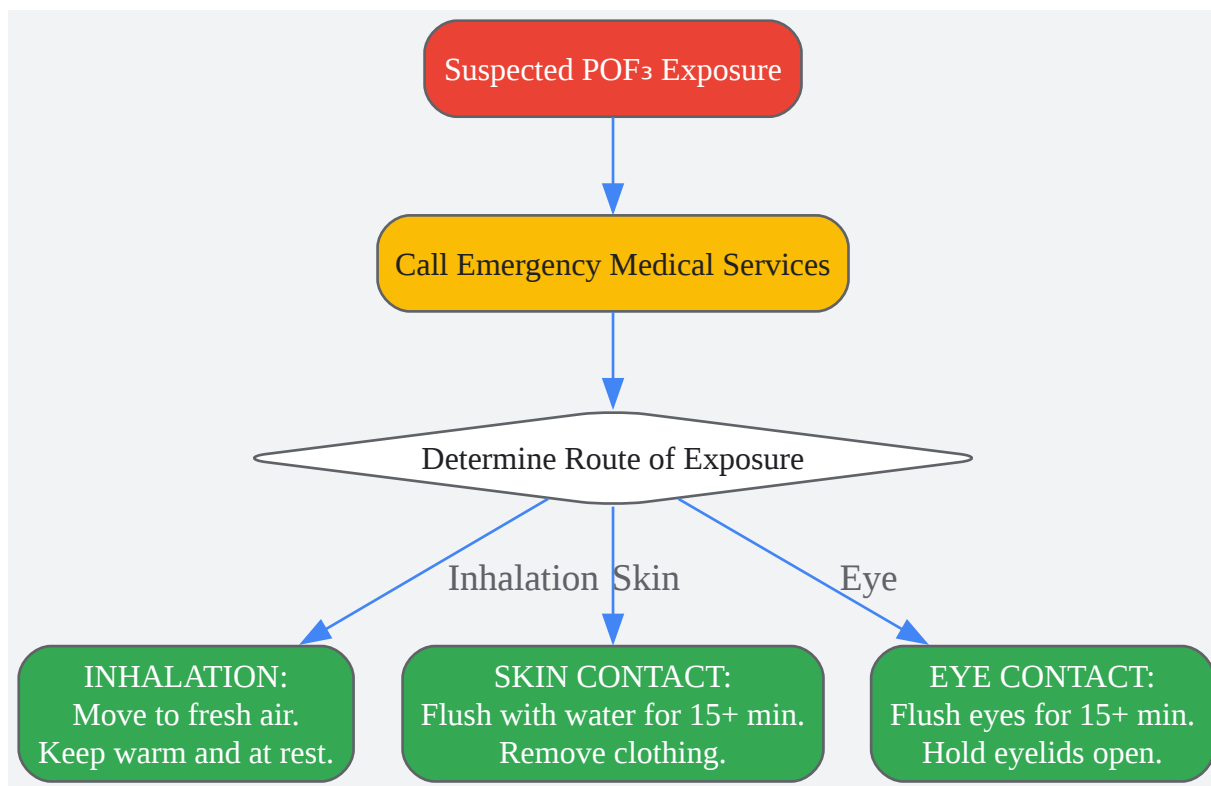 Suspected POF₃ Exposure
Call Emergency Medical Services
Determine Route of Exposure
Inhalation
Skin
Eye
INHALATION:
Move to fresh air.
Keep warm and at rest.
SKIN CONTACT:
Flush with water for 15+ min.
Remove clothing.
EYE CONTACT:
Flush eyes for 15+ min.
Hold eyelids open.